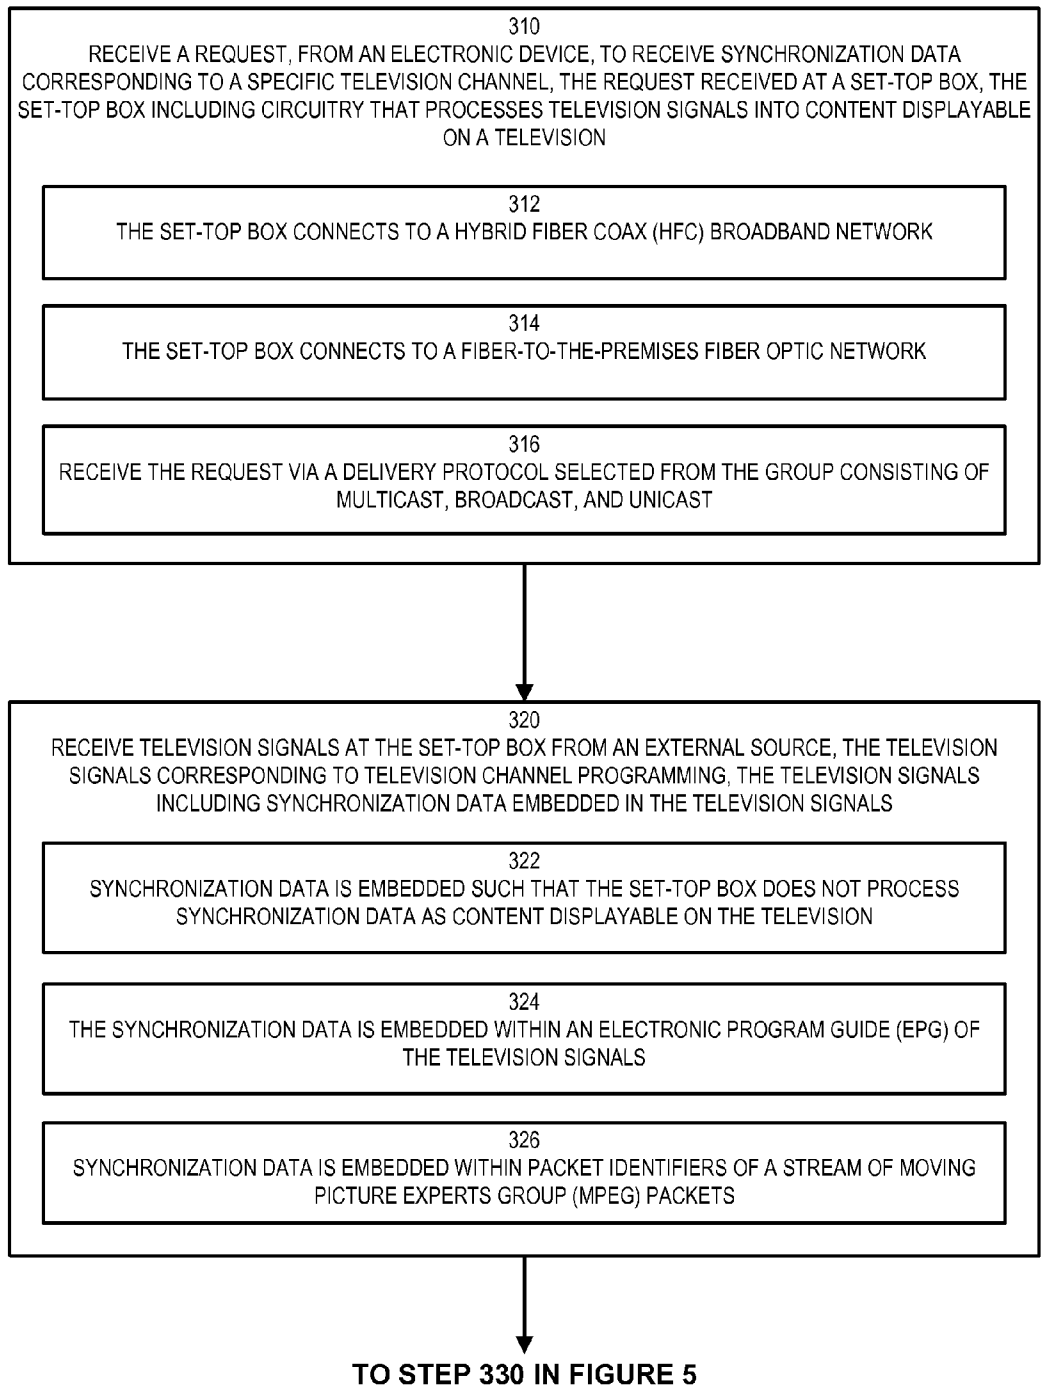 310
RECEIVE A REQUEST, FROM AN ELECTRONIC DEVICE, TO RECEIVE SYNCHRONIZATION DATA
CORRESPONDING TO A SPECIFIC TELEVISION CHANNEL, THE REQUEST RECEIVED AT A SET-TOP BOX, THE
SET-TOP BOX INCLUDING CIRCUITRY THAT PROCESSES TELEVISION SIGNALS INTO CONTENT DISPLAYABLE
ON A TELEVISION
312
THE SET-TOP BOX CONNECTS TO A HYBRID FIBER COAX (HFC) BROADBAND NETWORK
314
THE SET-TOP BOX CONNECTS TO A FIBER-TO-THE-PREMISES FIBER OPTIC NETWORK
316
RECEIVE THE REQUEST VIA A DELIVERY PROTOCOL SELECTED FROM THE GROUP CONSISTING OF
MULTICAST, BROADCAST, AND UNICAST
320
RECEIVE TELEVISION SIGNALS AT THE SET-TOP BOX FROM AN EXTERNAL SOURCE, THE TELEVISION
SIGNALS CORRESPONDING TO TELEVISION CHANNEL PROGRAMMING, THE TELEVISION SIGNALS
INCLUDING SYNCHRONIZATION DATA EMBEDDED IN THE TELEVISION SIGNALS
322
SYNCHRONIZATION DATA IS EMBEDDED SUCH THAT THE SET-TOP BOX DOES NOT PROCESS
SYNCHRONIZATION DATA AS CONTENT DISPLAYABLE ON THE TELEVISION
324
THE SYNCHRONIZATION DATA IS EMBEDDED WITHIN AN ELECTRONIC PROGRAM GUIDE (EPG) OF
THE TELEVISION SIGNALS
326
SYNCHRONIZATION DATA IS EMBEDDED WITHIN PACKET IDENTIFIERS OF A STREAM OF MOVING
PICTURE EXPERTS GROUP (MPEG) PACKETS
TO STEP 330 IN FIGURE 5